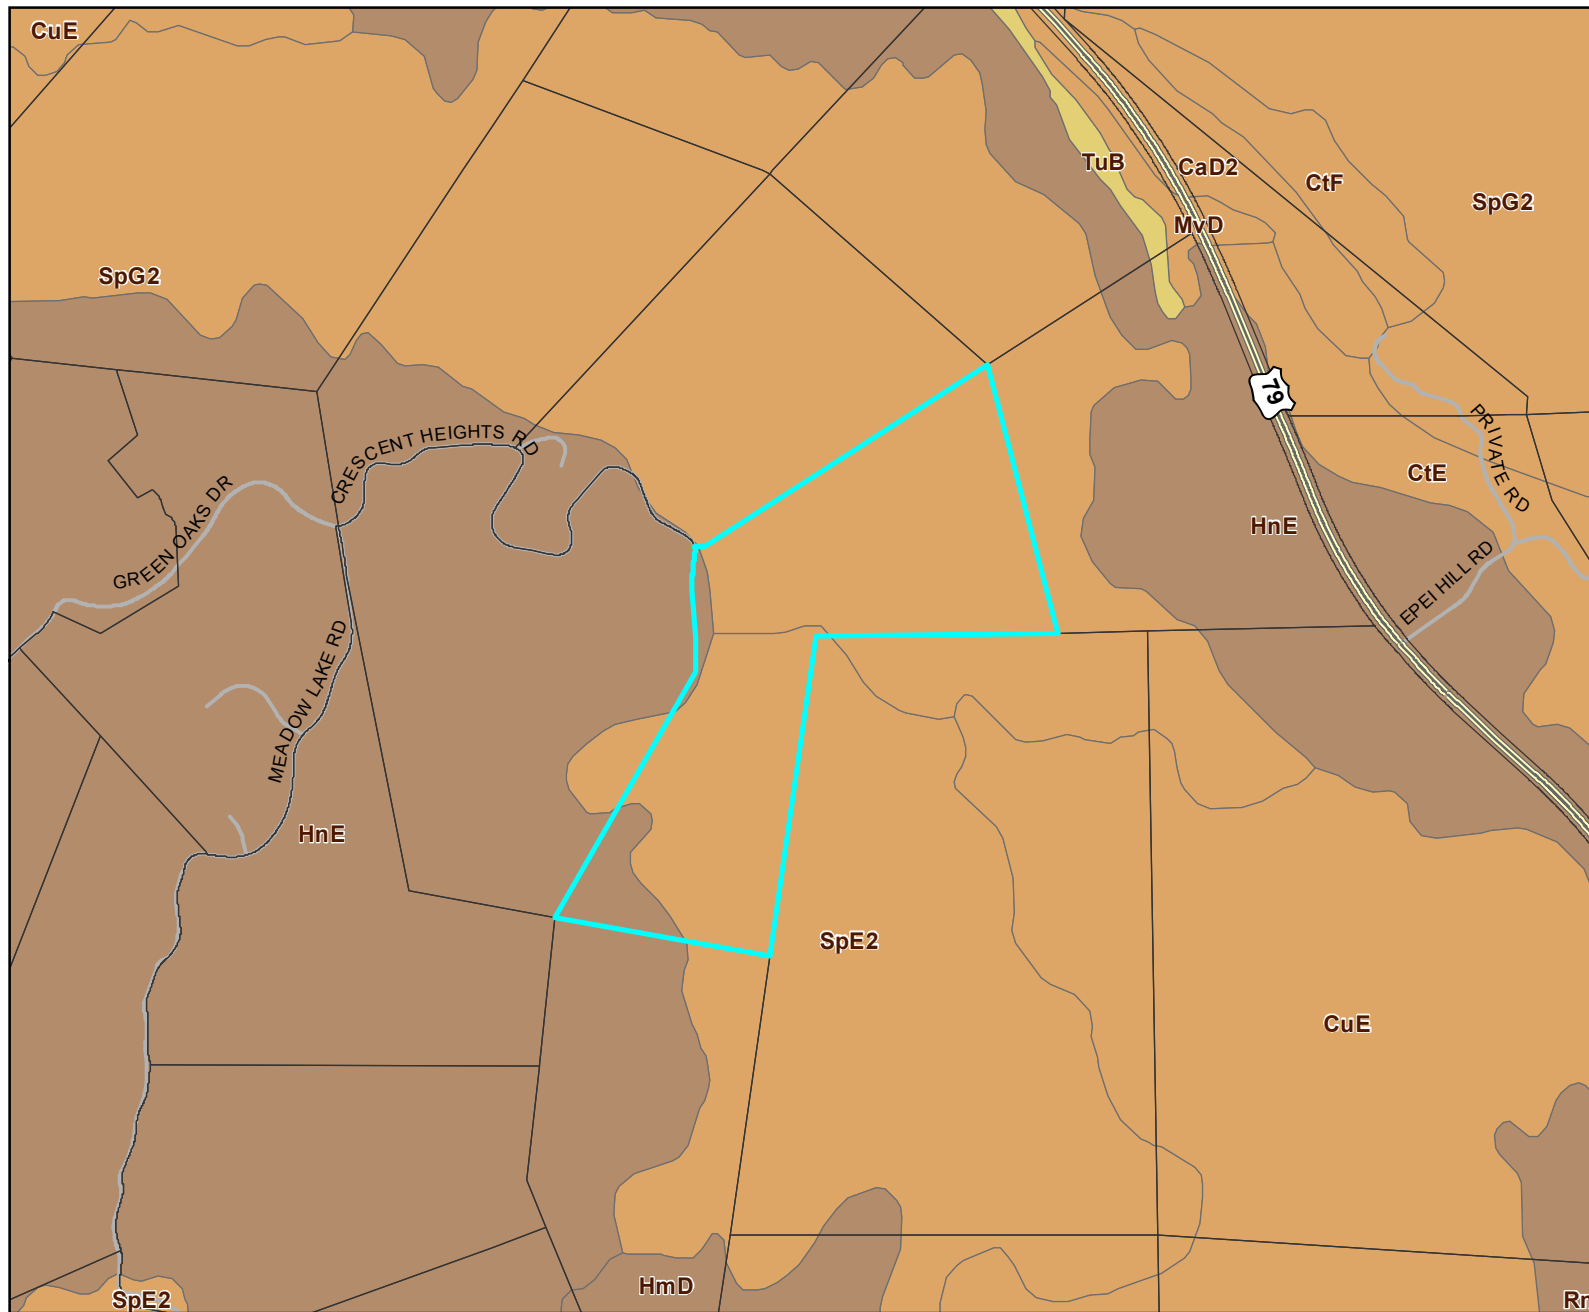 CuE
TuB
CaD2
CtF
SpG2
MvD
SpG2
79
PRIVATE RD
CRESCENT HEIGHTS RD
CtE
GREEN OAKS DR
HnE
EPEI HILL RD
MEADOW LAKE RD
HnE
SpE2
CuE
HmD
SpE2